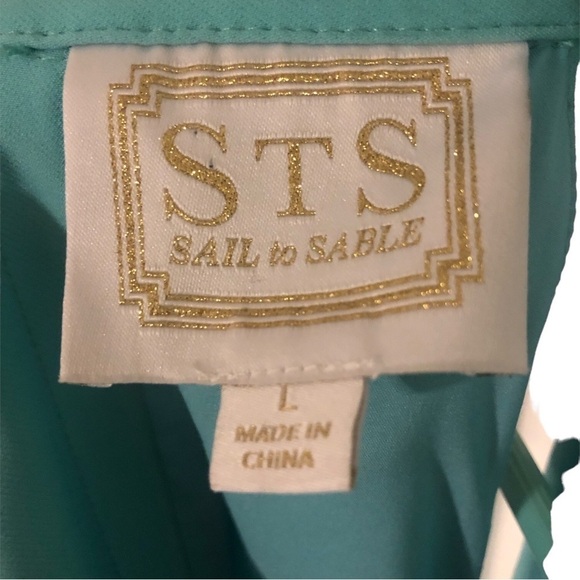 STS
SAIL to SABLE
L
MADE IN
CHINA